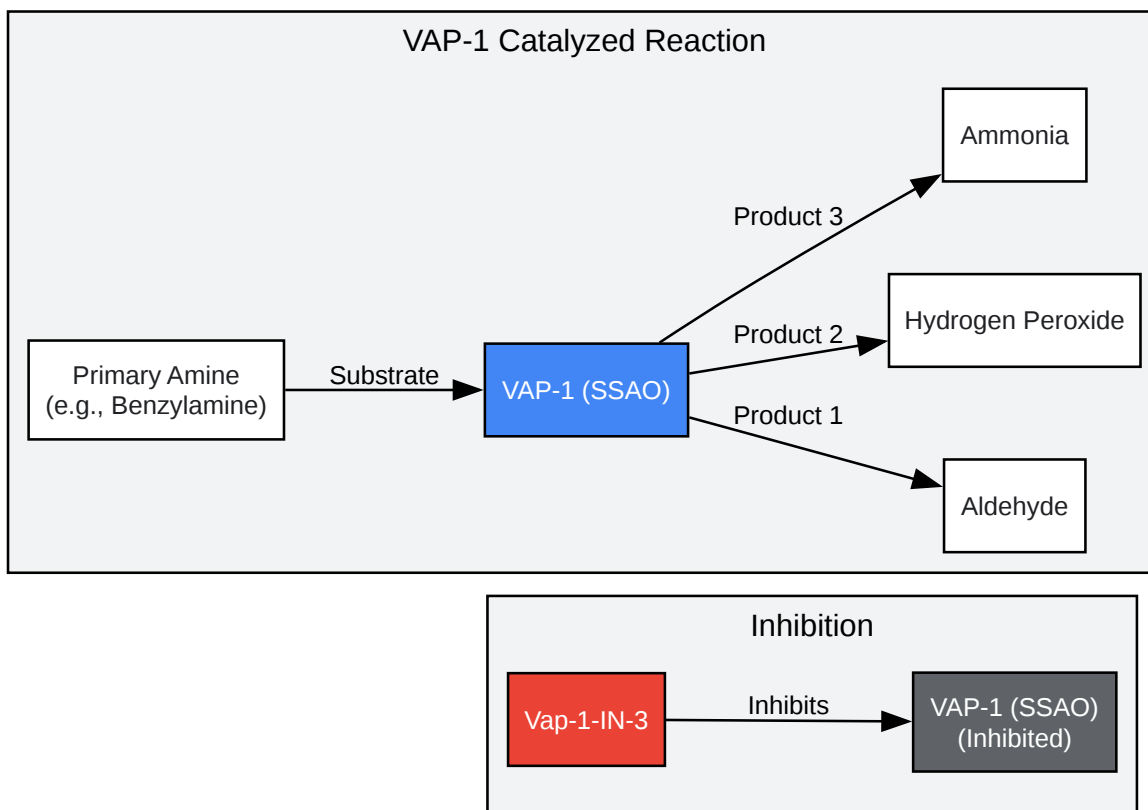 VAP-1 Catalyzed Reaction
Ammonia
Product 3
Hydrogen Peroxide
Product 2
Primary Amine
(e.g., Benzylamine)
Substrate
VAP-1 (SSAO)
Product 1
Aldehyde
Inhibition
Vap-1-IN-3
Inhibits
VAP-1 (SSAO)
(Inhibited)